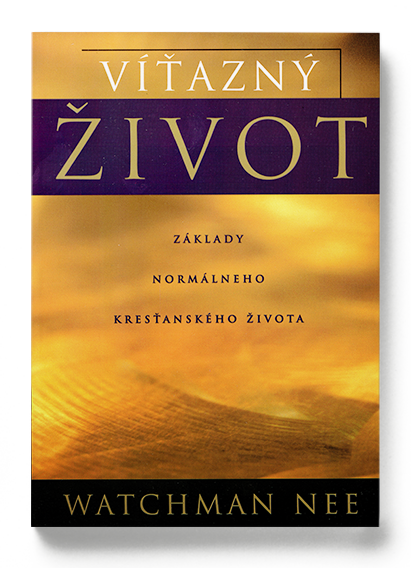 VÍŤAZNÝ
ŽIVOT
ZÁKLADY
NORMÁLNEHO
KRESŤANSKÉHO ŽIVOTA
WATCHMAN NEE